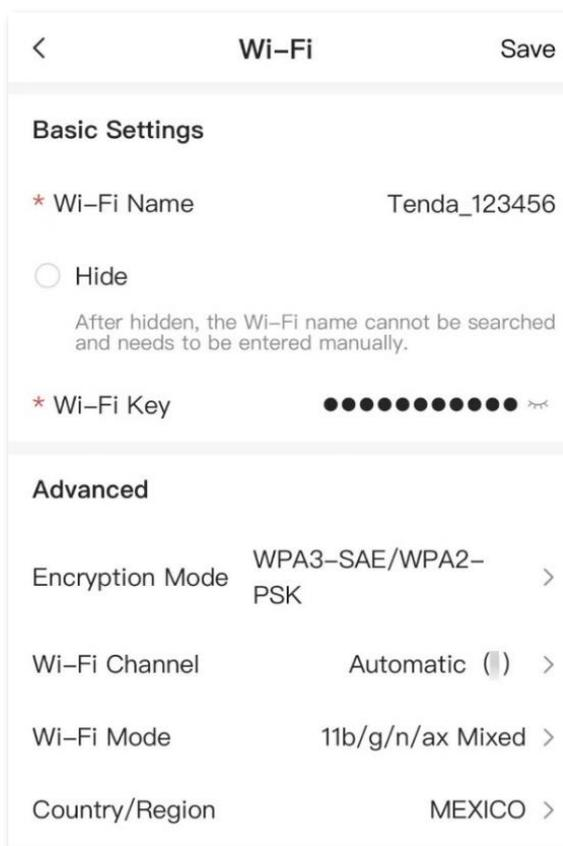 Wi-Fi
Save
Basic Settings
* Wi-Fi Name
Tenda_123456
Hide
After hidden, the Wi-Fi name cannot be searched
and needs to be entered manually.
* Wi-Fi Key
●●●●●●●●●●●
Advanced
Encryption Mode
WPA3-SAE/WPA2-
PSK
Wi-Fi Channel
Automatic ( )
Wi-Fi Mode
11b/g/n/ax Mixed
Country/Region
MEXICO